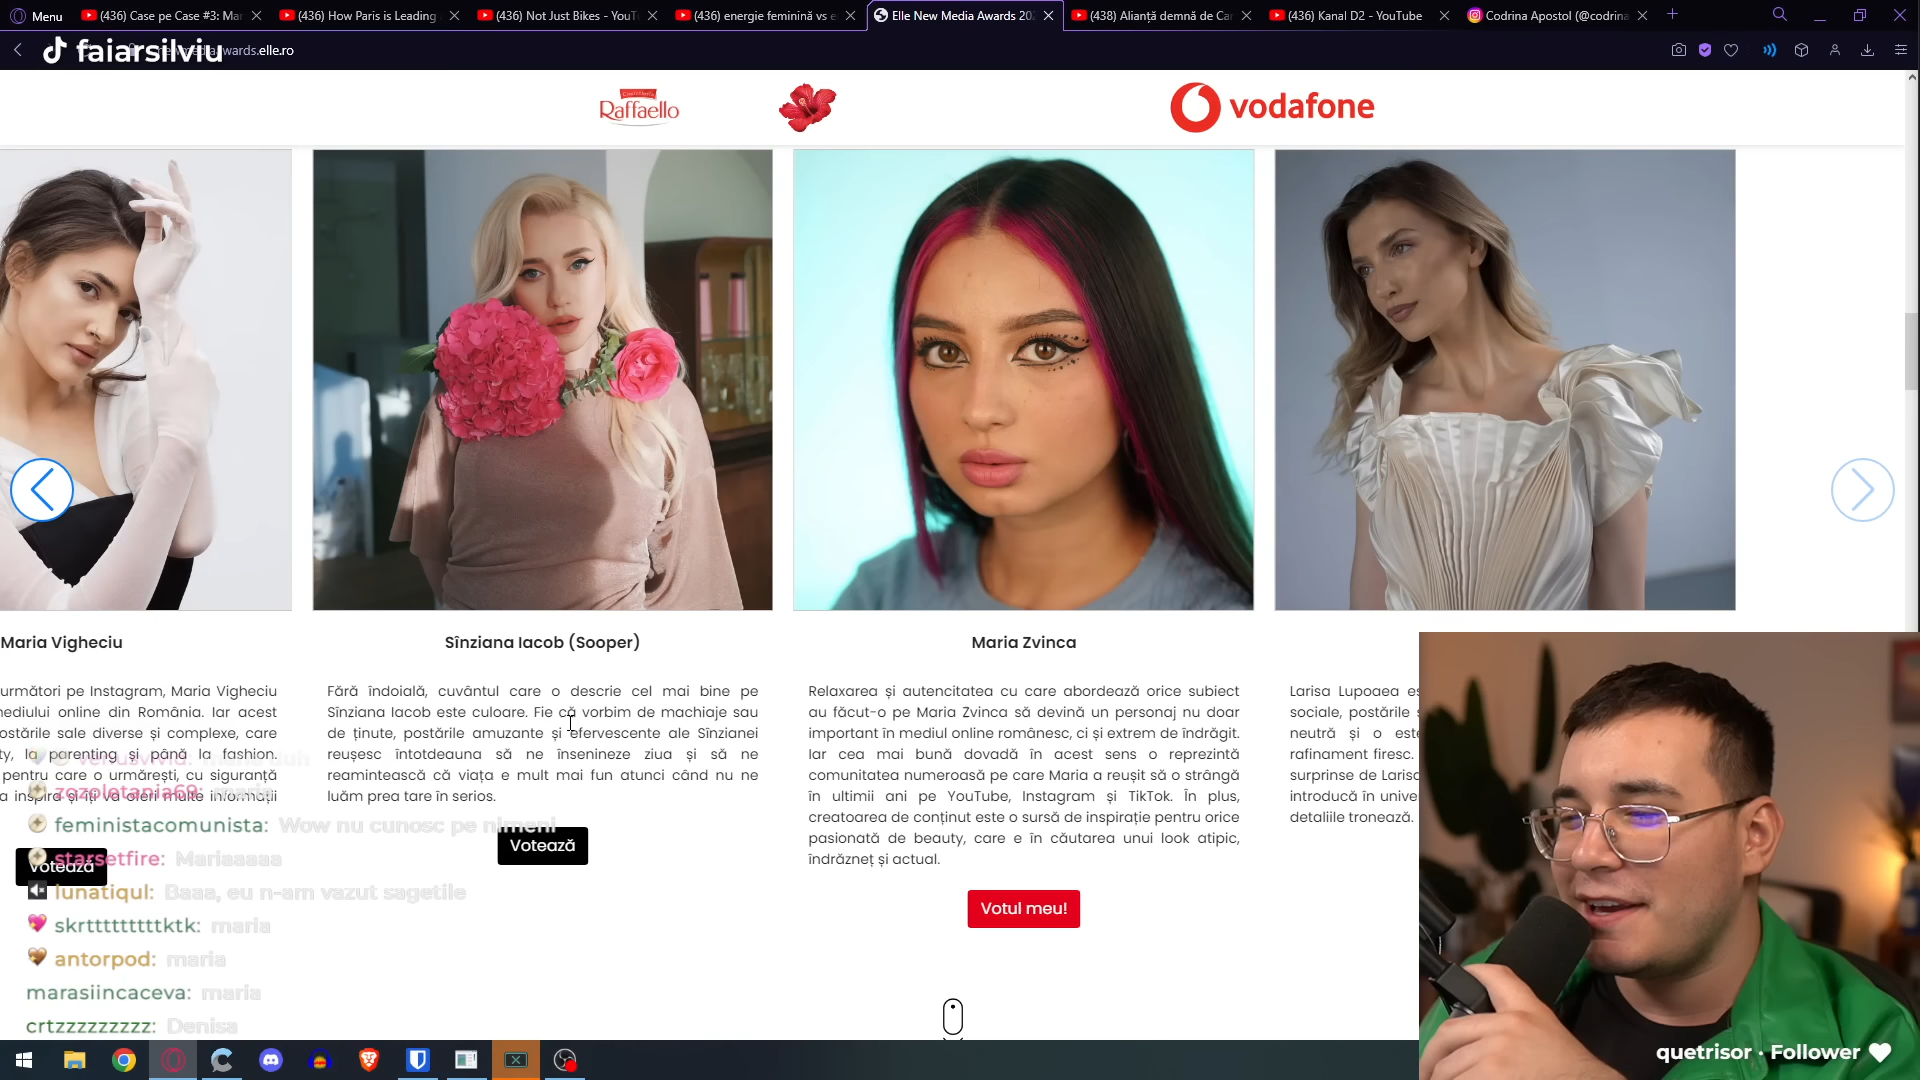 Menu
(436) Case pe Case #3: Mar
(436) How Paris is Leading
(436) Not Just Bikes - YouT
(436) energie feminină vs e
Elle New Media Awards 202
(438) Alianță demnă de Car
(436) Kanal D2 - YouTube
Codrina Apostol (@codrina
faiarsilviu
wards.elle.ro
Raffaello
vodafone
Maria Vigheciu
următori pe Instagram, Maria Vigheciu
mediului online din România. Iar acest
ostările sale diverse și complexe, care
ty, la parenting și până la fashion.
pentru care o urmărești, cu siguranță
a inspira și îți va oferi multe informații
Votează
Sînziana Iacob (Sooper)
Fără îndoială, cuvântul care o descrie cel mai bine pe
Sînziana Iacob este culoare. Fie că vorbim de machiaje sau
de ținute, postările amuzante și efervescente ale Sînzianei
reușesc întotdeauna să ne însenineze ziua și să ne
reamintească că viața e mult mai fun atunci când nu ne
luăm prea tare în serios.
Votează
Maria Zvinca
Relaxarea și autencitatea cu care abordează orice subiect
au făcut-o pe Maria Zvinca să devină un personaj nu doar
important în mediul online românesc, ci și extrem de îndrăgit.
Iar cea mai bună dovadă în acest sens o reprezintă
comunitatea numeroasă pe care Maria a reușit să o strângă
în ultimii ani pe YouTube, Instagram și TikTok. În plus,
creatoarea de conținut este o sursă de inspirație pentru orice
pasionată de beauty, care e în căutarea unui look atipic,
îndrăzneț și actual.
Votul meu!
Larisa Lupoaea es
sociale, postările s
neutră și o este
rafinament firesc.
surprinse de Larisa
introducă în unive
detaliile tronează.
venuzvivid: maria duh
zozoletania69: maria
feministacomunista: Wow nu cunosc pe nimeni
starsetfire: Mariaaaaa
lunatiqul: Baaa, eu n-am vazut sagetile
skrttttttttttktk: maria
antorpod: maria
marasiincaceva: maria
crtzzzzzzzzz: Denisa
quetrisor · Follower